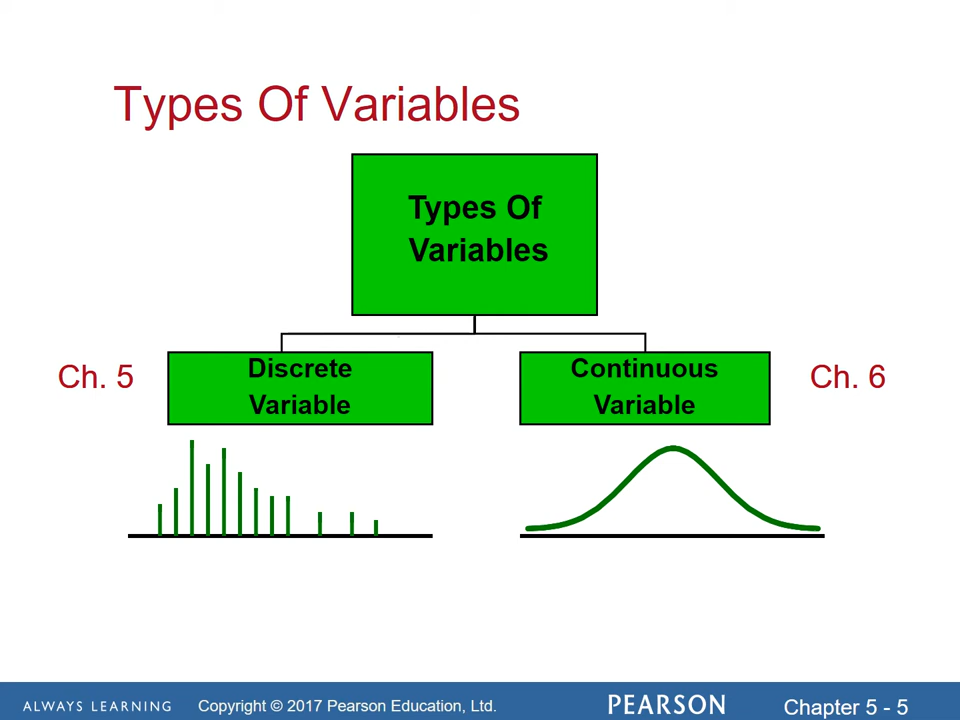 Types Of Variables
Types Of
Variables
Ch. 5
Discrete
Variable
Continuous
Variable
Ch. 6
ALWAYS LEARNING
Copyright © 2017 Pearson Education, Ltd.
PEARSON
Chapter 5 - 5